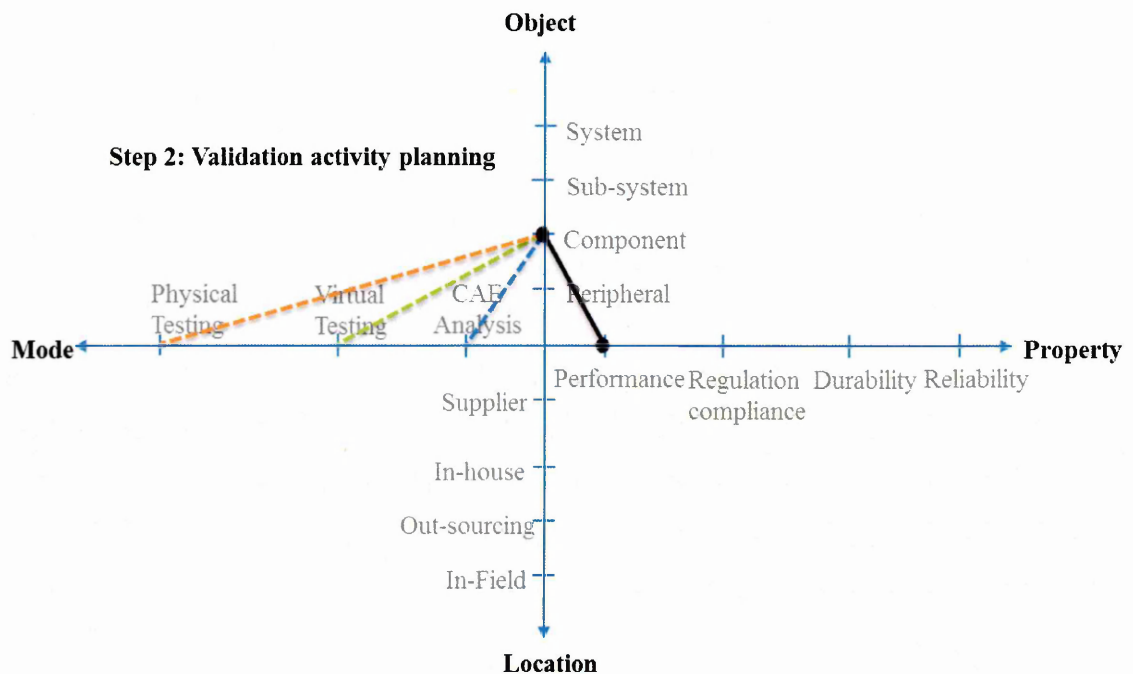 Object
System
Step 2: Validation activity planning
Sub-system
Component
Physical
Testing
Virtual
Testing
CAE
Analysis
Peripheral
Mode
Property
Performance
Regulation
compliance
Durability
Reliability
Supplier
In-house
Out-sourcing
In-Field
Location